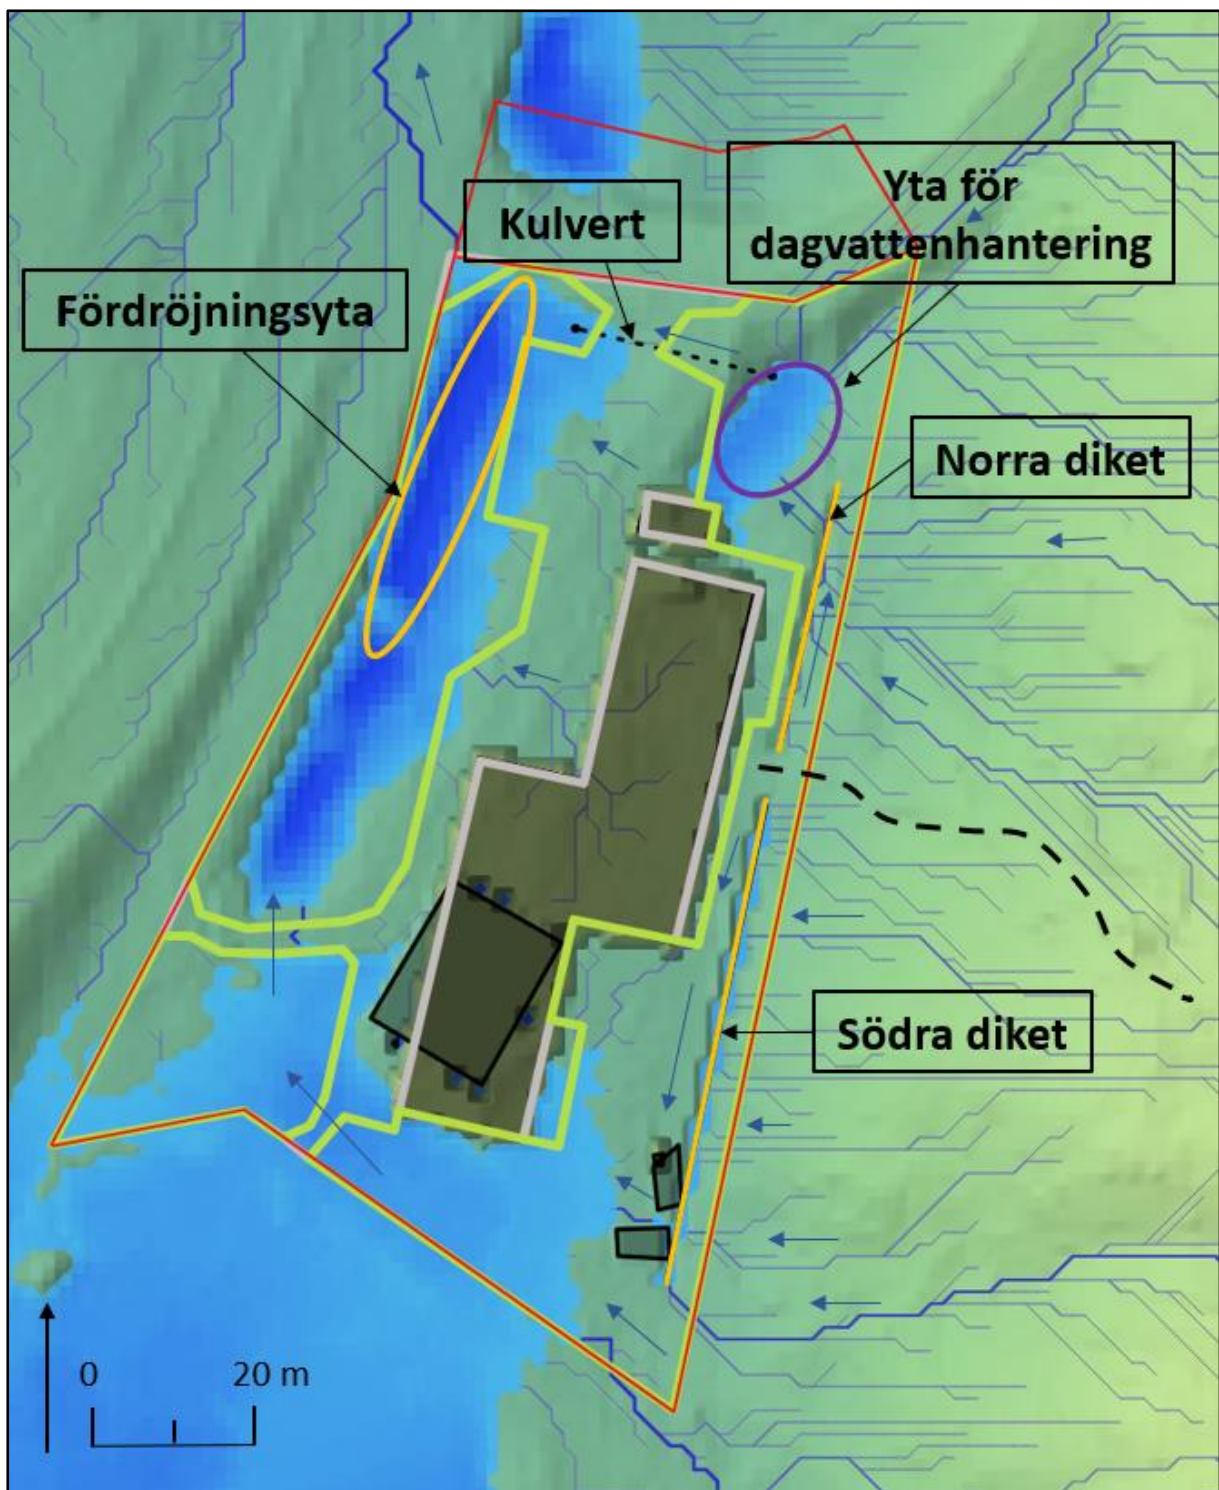 Yta för
dagvattenhantering
Kulvert
Fördröjningsyta
Norra diket
Södra diket
0 20 m